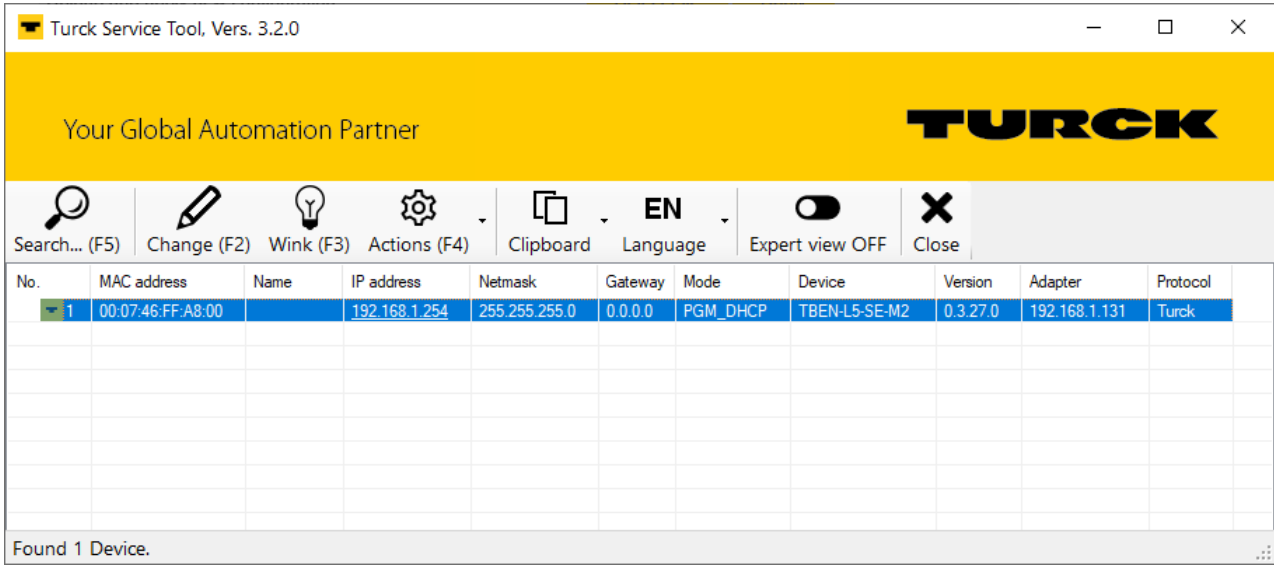 Turck Service Tool, Vers. 3.2.0
Your Global Automation Partner
TURCK
Search... (F5) Change (F2) Wink (F3) Actions (F4) Clipboard EN Language Expert view OFF Close
No. MAC address Name IP address Netmask Gateway Mode Device Version Adapter Protocol
1 00:07:46:FF:A8:00 192.168.1.254 255.255.255.0 0.0.0.0 PGM_DHCP TBEN-L5-SE-M2 0.3.27.0 192.168.1.131 Turck
Found 1 Device.